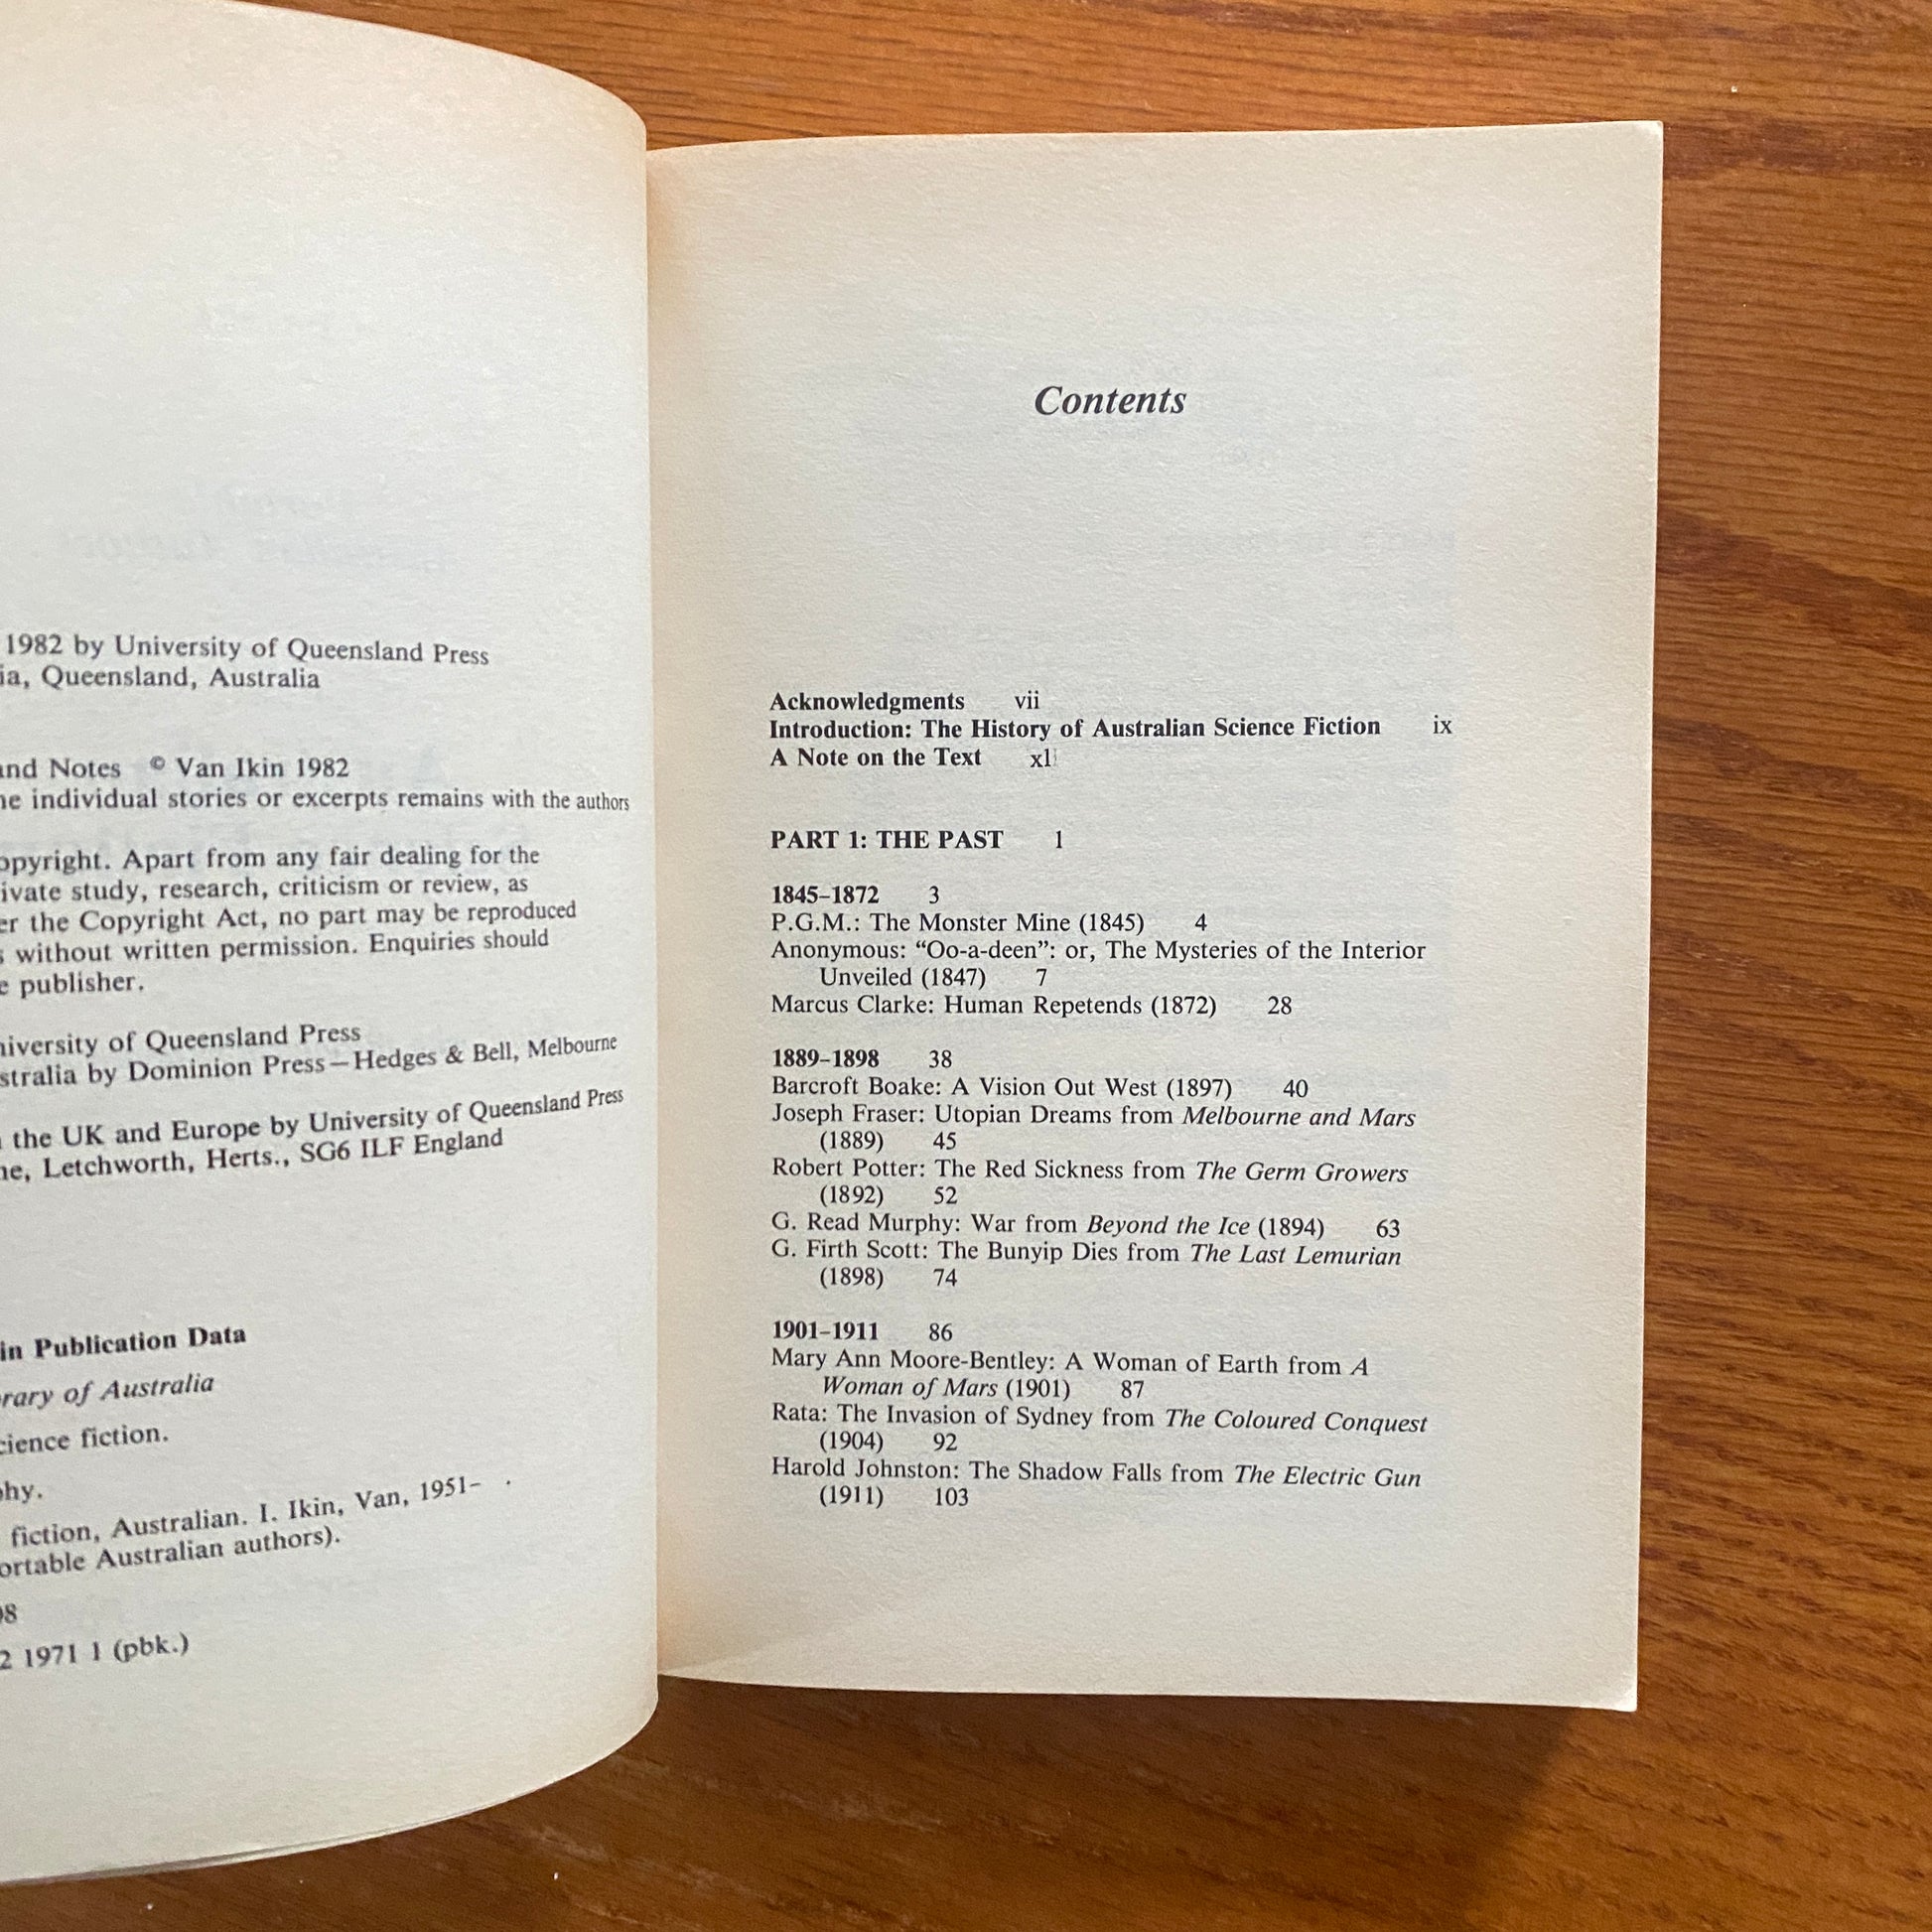 1982 by University of Queensland Press
ia, Queensland, Australia
and Notes © Van Ikin 1982
he individual stories or excerpts remains with the authors
opyright. Apart from any fair dealing for the
ivate study, research, criticism or review, as
er the Copyright Act, no part may be reproduced
s without written permission. Enquiries should
e publisher.
niversity of Queensland Press
stralia by Dominion Press—Hedges & Bell, Melbourne
n the UK and Europe by University of Queensland Press
ne, Letchworth, Herts., SG6 ILF England
in Publication Data
rary of Australia
cience fiction.
phy.
fiction, Australian. I. Ikin, Van, 1951– .
ortable Australian authors).
98
2 1971 1 (pbk.)
Contents
Acknowledgments vii
Introduction: The History of Australian Science Fiction ix
A Note on the Text xl
PART 1: THE PAST 1
1845–1872 3
P.G.M.: The Monster Mine (1845) 4
Anonymous: “Oo-a-deen”: or, The Mysteries of the Interior
Unveiled (1847) 7
Marcus Clarke: Human Repetends (1872) 28
1889–1898 38
Barcroft Boake: A Vision Out West (1897) 40
Joseph Fraser: Utopian Dreams from Melbourne and Mars
(1889) 45
Robert Potter: The Red Sickness from The Germ Growers
(1892) 52
G. Read Murphy: War from Beyond the Ice (1894) 63
G. Firth Scott: The Bunyip Dies from The Last Lemurian
(1898) 74
1901–1911 86
Mary Ann Moore-Bentley: A Woman of Earth from A
Woman of Mars (1901) 87
Rata: The Invasion of Sydney from The Coloured Conquest
(1904) 92
Harold Johnston: The Shadow Falls from The Electric Gun
(1911) 103